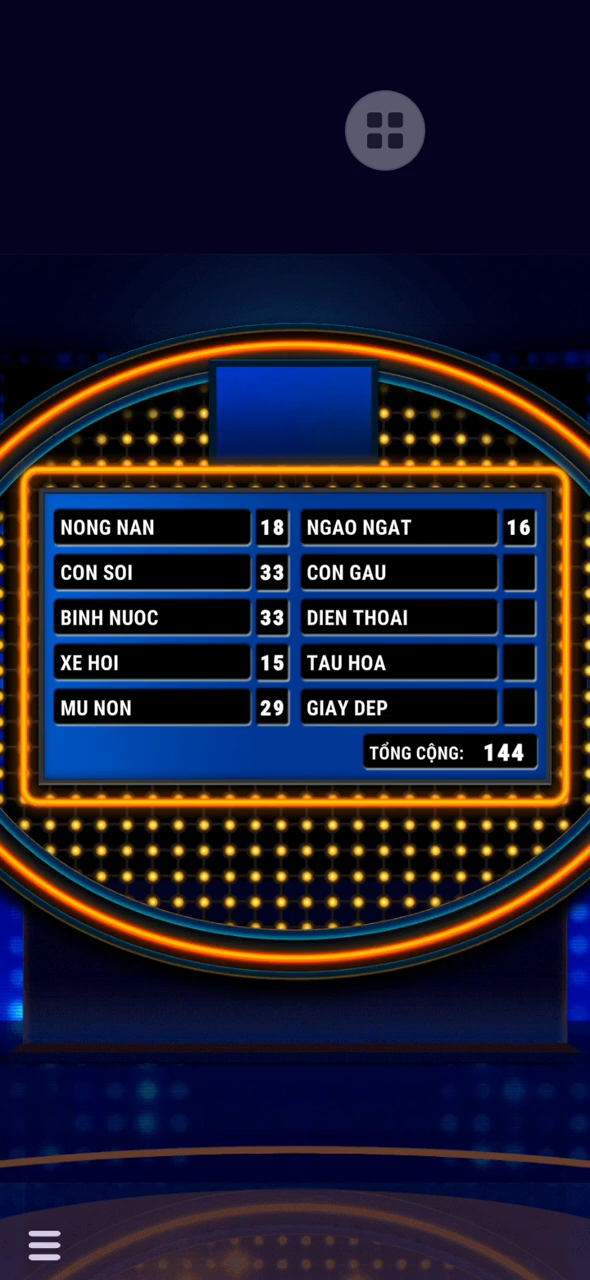 NONG NAN 18
CON SOI 33
BINH NUOC 33
XE HOI 15
MU NON 29
NGAO NGAT 16
CON GAU
DIEN THOAI
TAU HOA
GIAY DEP
TỔNG CỘNG: 144